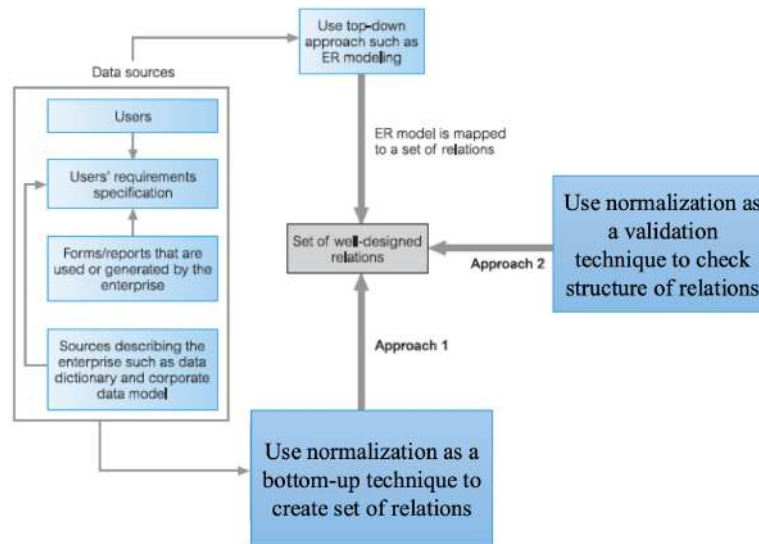 Use top-down
approach such as
ER modeling
Data sources
Users
Users' requirements
specification
Forms/reports that are
used or generated by the
enterprise
Sources describing the
enterprise such as data
dictionary and corporate
data model
ER model is mapped
to a set of relations
Set of well-designed
relations
Approach 2
Use normalization as
a validation
technique to check
structure of relations
Approach 1
Use normalization as a
bottom-up technique to
create set of relations